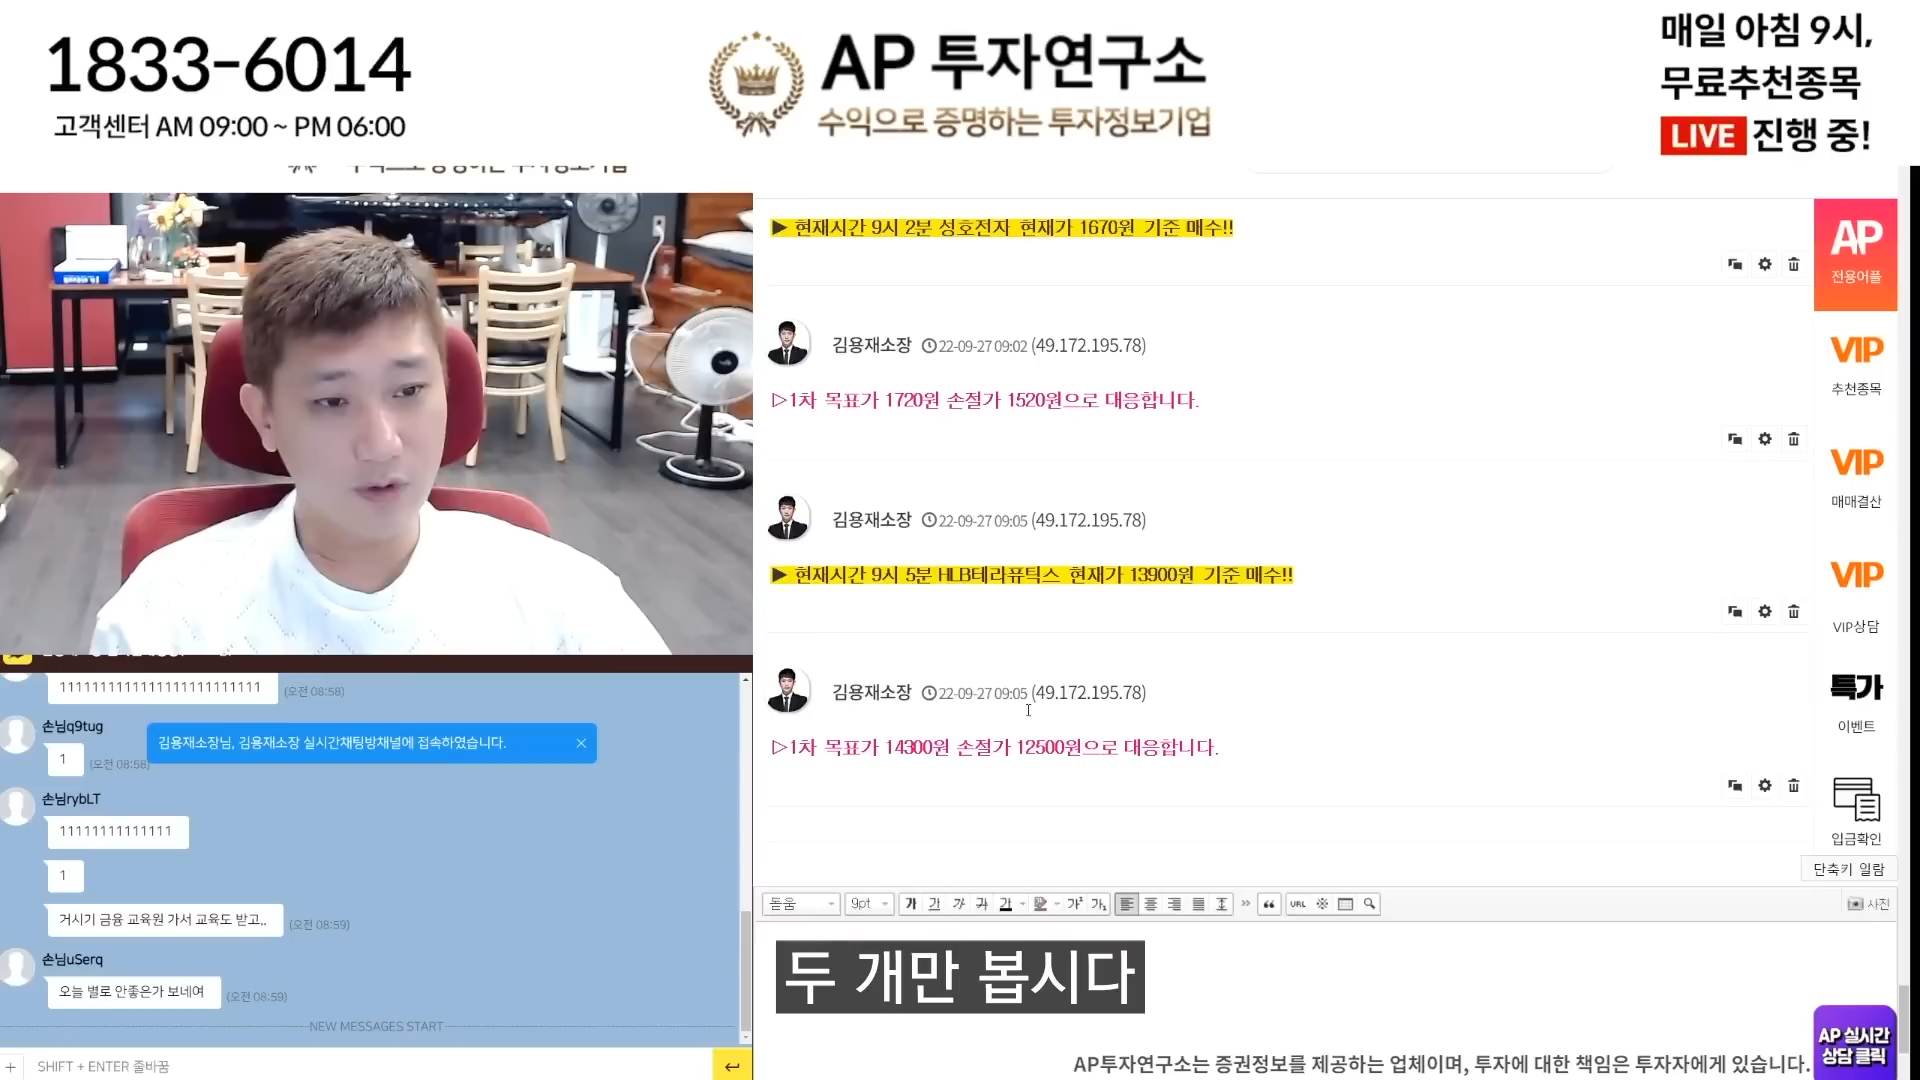 1833-6014
고객센터 AM 09:00 ~ PM 06:00
AP 투자연구소
수익으로 증명하는 투자정보기업
매일 아침 9시,
무료추천종목
LIVE 진행 중!
▶ 현재시간 9시 2분 성호전자 현재가 1670원 기준 매수!!
김용재소장 22-09-27 09:02 (49.172.195.78)
▷1차 목표가 1720원 손절가 1520원으로 대응합니다.
김용재소장 22-09-27 09:05 (49.172.195.78)
▶ 현재시간 9시 5분 HLB테라퓨틱스 현재가 13900원 기준 매수!!
김용재소장 22-09-27 09:05 (49.172.195.78)
▷1차 목표가 14300원 손절가 12500원으로 대응합니다.
AP
전용어플
VIP
추천종목
VIP
매매결산
VIP
VIP상담
특가
이벤트
입금확인
단축키 일람
(오전 08:58)
손님q9tug
김용재소장님, 김용재소장 실시간채팅방채널에 접속하였습니다.
1
(오전 08:58)
손님rybLT
11111111111111
1
거시기 금융 교육원 가서 교육도 받고..
(오전 08:59)
손님uSerq
오늘 별로 안좋은가 보네여
(오전 08:59)
NEW MESSAGES START
SHIFT + ENTER 줄바꿈
돋움
9pt
가 가 가 가 가 가¹ 가₁
URL
사진
두 개만 봅시다
AP투자연구소는 증권정보를 제공하는 업체이며, 투자에 대한 책임은 투자자에게 있습니다.
AP 실시간
상담 클릭